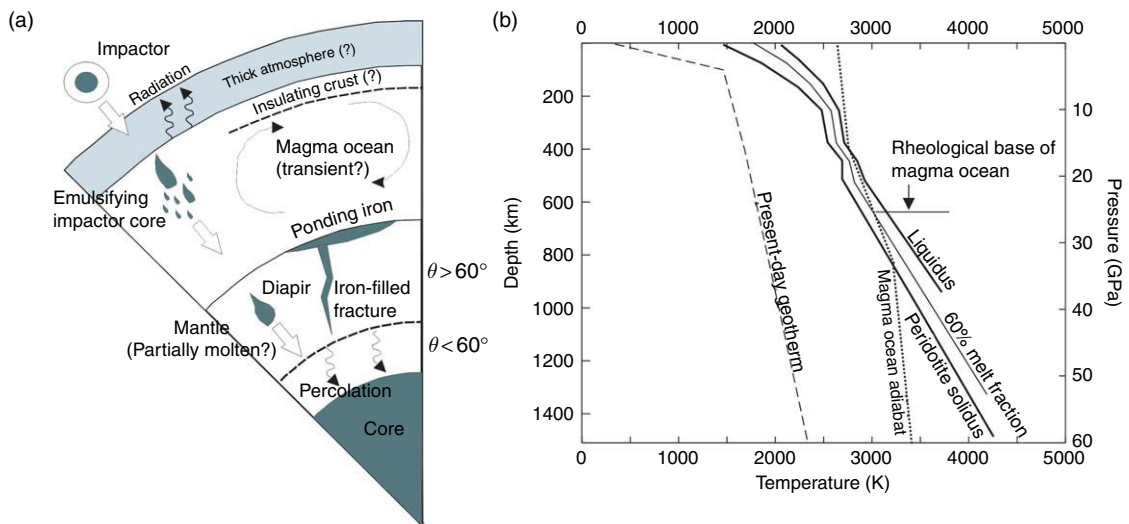 (a)
Impactor
Radiation
Thick atmosphere (?)
Insulating crust (?)
Magma ocean
(transient?)
Emulsifying
impactor core
Ponding iron
θ>60°
Diapir
Iron-filled
fracture
Mantle
(Partially molten?)
θ<60°
Percolation
Core
(b)
0 1000 2000 3000 4000 5000
200
400
600
800
1000
1200
1400
Depth (km)
10
20
30
40
50
60
Pressure (GPa)
Rheological base of
magma ocean
Present-day geotherm
Magma ocean adiabat
Liquidus
60% melt fraction
Peridotite solidus
0 1000 2000 3000 4000 5000
Temperature (K)